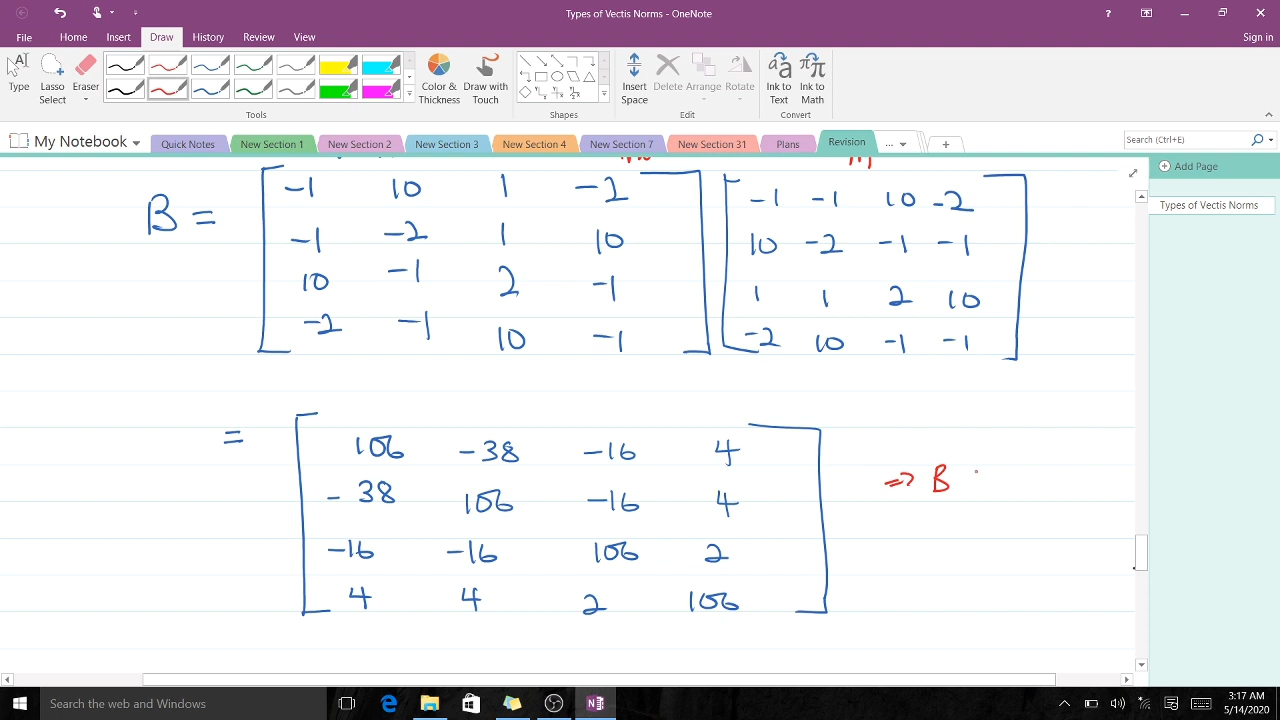 Types of Vectis Norms - OneNote
File Home Insert Draw History Review View
Sign in
Type
Lasso Select
Eraser
Color & Thickness
Draw with Touch
Insert Space
Delete
Arrange
Rotate
Ink to Text
Ink to Math
Tools
Shapes
Edit
Convert
My Notebook
Quick Notes
New Section 1
New Section 2
New Section 3
New Section 4
New Section 7
New Section 31
Plans
Revision
...
Search (Ctrl+E)
Add Page
Types of Vectis Norms
B =
-1 10 1 -2
-1 -2 1 10
10 -1 2 -1
-2 -1 10 -1
-1 -1 10 -2
10 -2 -1 -1
1 1 2 10
-2 10 -1 -1
=
106 -38 -16 4
-38 106 -16 4
-16 -16 106 2
4 4 2 106
=> B
Search the web and Windows
3:17 AM
5/14/2020